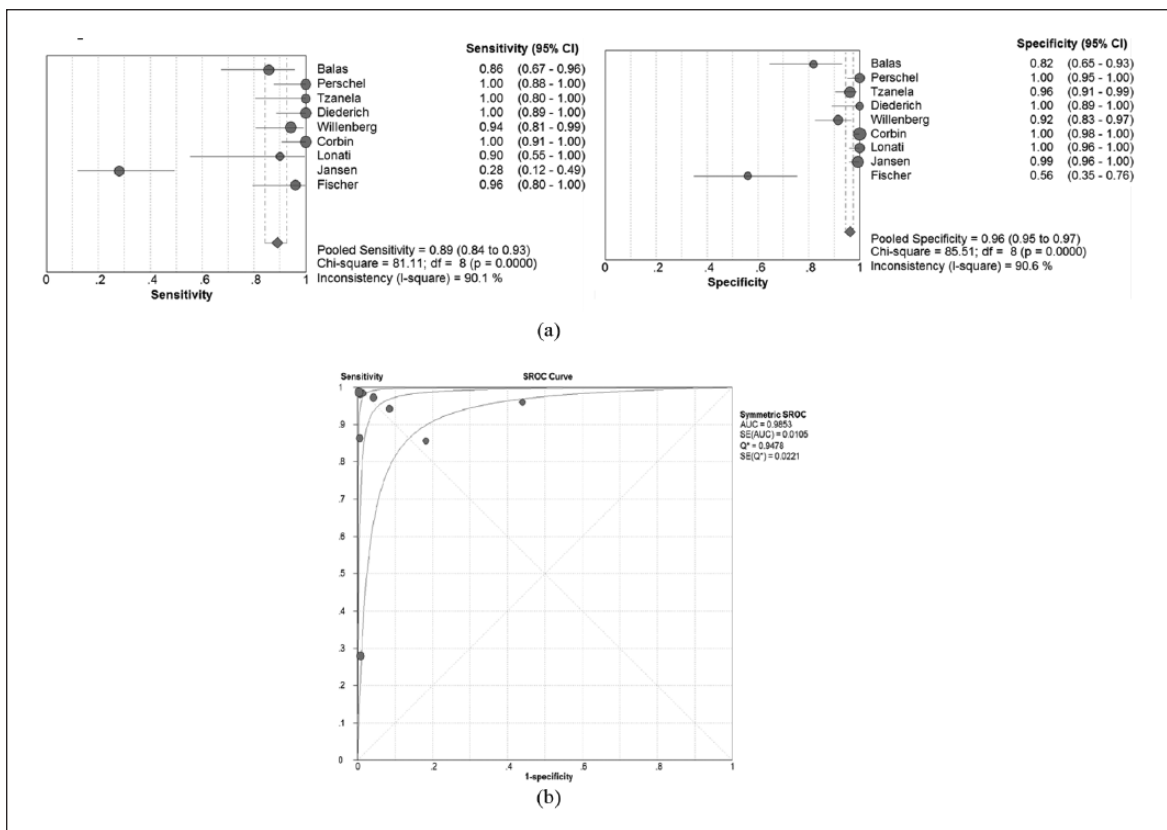 Sensitivity (95% CI)
Balas 0.86 (0.67 - 0.96)
Perschel 1.00 (0.88 - 1.00)
Tzanela 1.00 (0.80 - 1.00)
Diederich 1.00 (0.89 - 1.00)
Willenberg 0.94 (0.81 - 0.99)
Corbin 1.00 (0.91 - 1.00)
Lonati 0.90 (0.55 - 1.00)
Jansen 0.28 (0.12 - 0.49)
Fischer 0.96 (0.80 - 1.00)
Pooled Sensitivity = 0.89 (0.84 to 0.93)
Chi-square = 81.11; df = 8 (p = 0.0000)
Inconsistency (I-square) = 90.1 %
0 .2 .4 .6 .8 1
Sensitivity
Specificity (95% CI)
Balas 0.82 (0.65 - 0.93)
Perschel 1.00 (0.95 - 1.00)
Tzanela 0.96 (0.91 - 0.99)
Diederich 1.00 (0.89 - 1.00)
Willenberg 0.92 (0.83 - 0.97)
Corbin 1.00 (0.98 - 1.00)
Lonati 1.00 (0.96 - 1.00)
Jansen 0.99 (0.96 - 1.00)
Fischer 0.56 (0.35 - 0.76)
Pooled Specificity = 0.96 (0.95 to 0.97)
Chi-square = 85.51; df = 8 (p = 0.0000)
Inconsistency (I-square) = 90.6 %
0 .2 .4 .6 .8 1
Specificity
(a)
Sensitivity SROC Curve
1
.9
.8
.7
.6
.5
.4
.3
.2
.1
0
0 .2 .4 .6 .8 1
1-specificity
Symmetric SROC
AUC = 0.9853
SE(AUC) = 0.0105
Q* = 0.9478
SE(Q*) = 0.0221
(b)